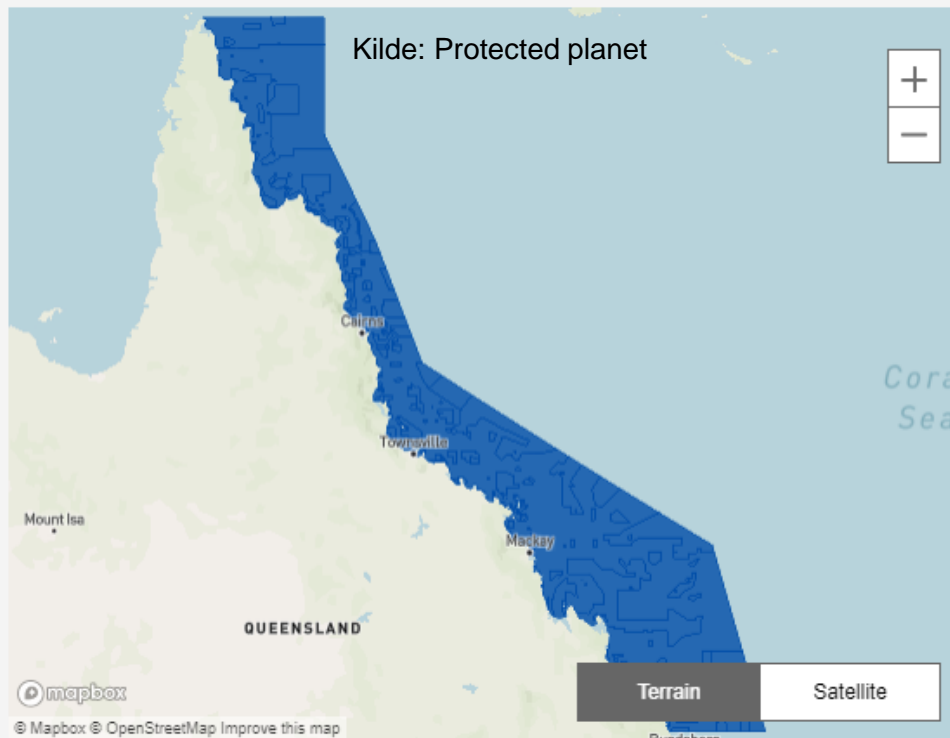 Kilde: Protected planet
+
−
Cairns
Cora
Sea
Townsville
Mount Isa
Mackay
QUEENSLAND
Terrain
Satellite
mapbox
© Mapbox © OpenStreetMap Improve this map